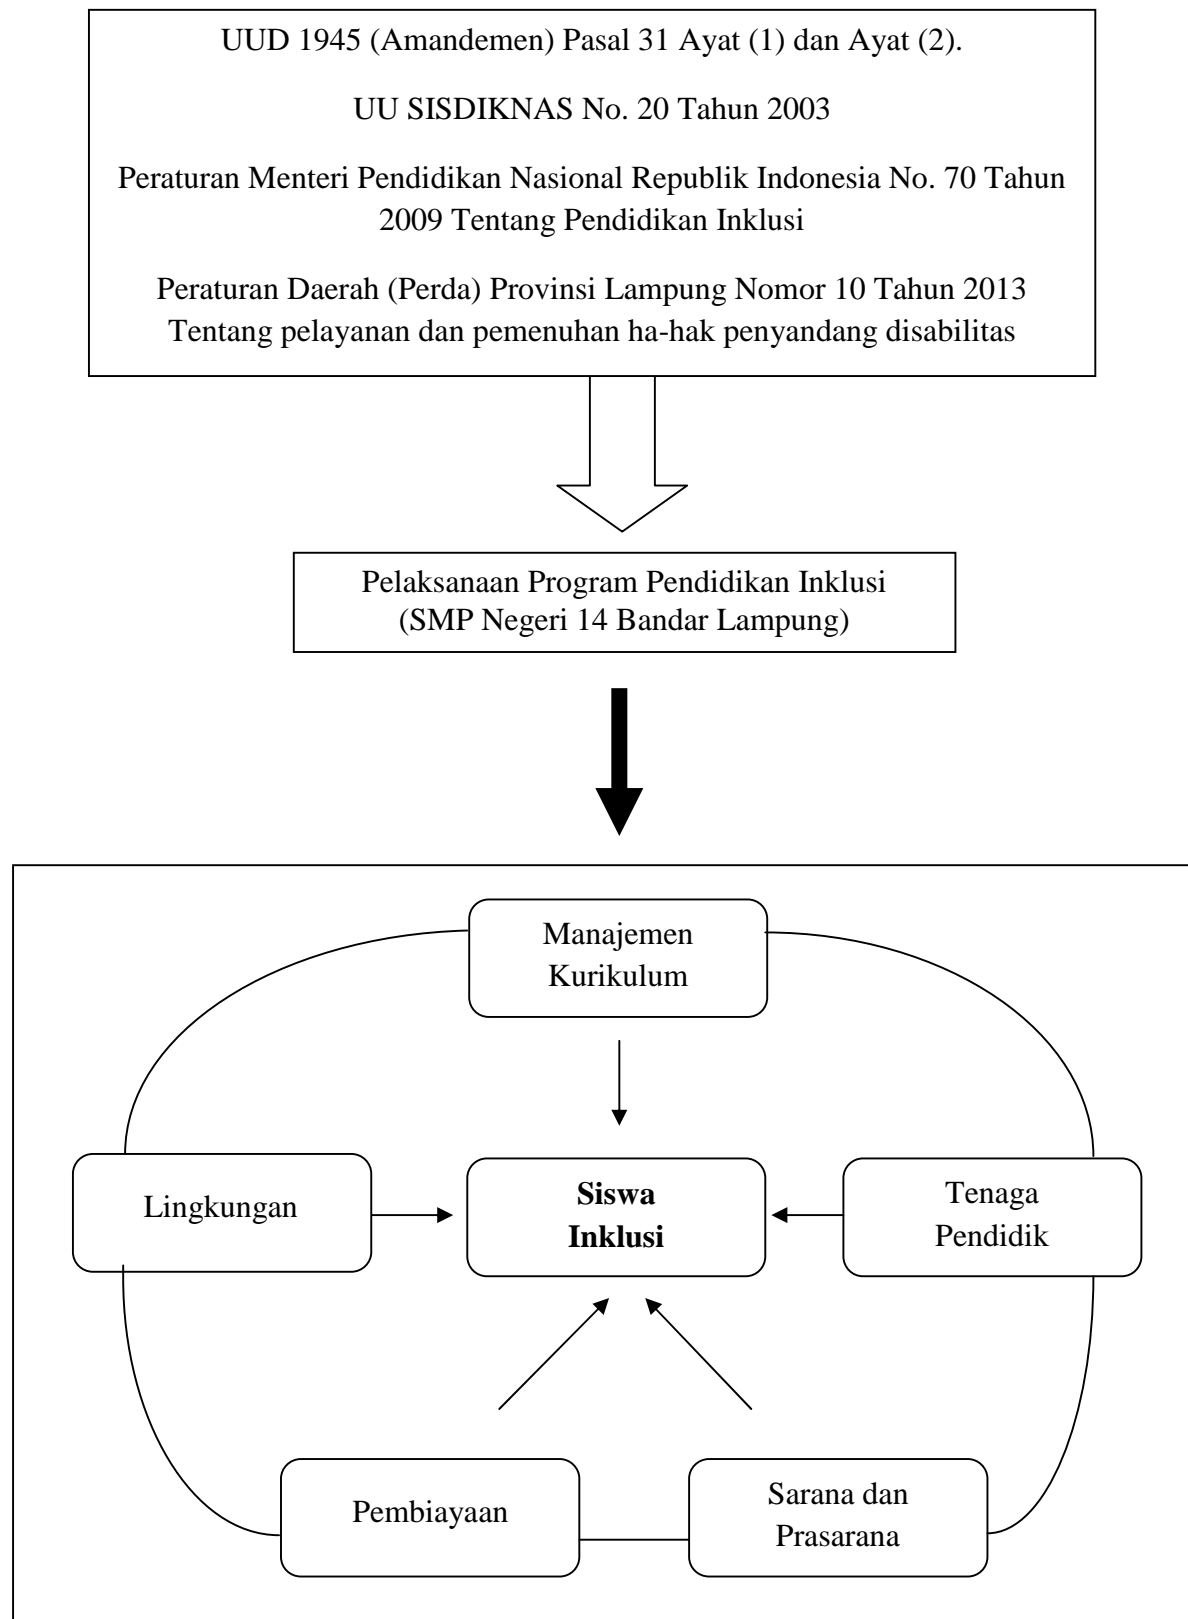 UUD 1945 (Amandemen) Pasal 31 Ayat (1) dan Ayat (2).
UU SISDIKNAS No. 20 Tahun 2003
Peraturan Menteri Pendidikan Nasional Republik Indonesia No. 70 Tahun
2009 Tentang Pendidikan Inklusi
Peraturan Daerah (Perda) Provinsi Lampung Nomor 10 Tahun 2013
Tentang pelayanan dan pemenuhan ha-hak penyandang disabilitas
Pelaksanaan Program Pendidikan Inklusi
(SMP Negeri 14 Bandar Lampung)
Manajemen
Kurikulum
Lingkungan
Siswa
Inklusi
Tenaga
Pendidik
Pembiayaan
Sarana dan
Prasarana